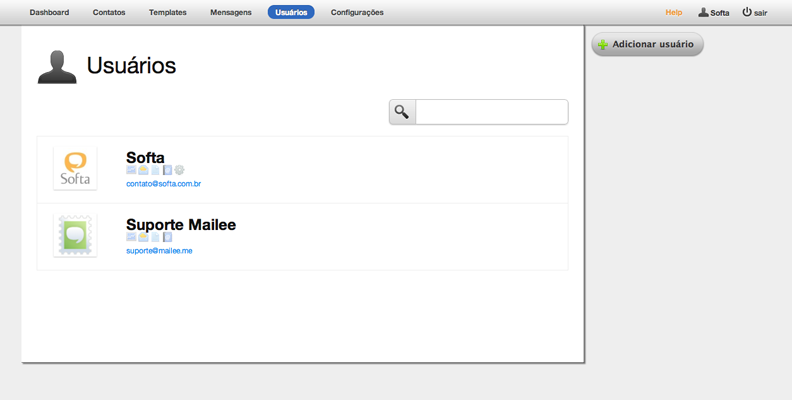 Dashboard Contatos Templates Mensagens Usuários Configurações Help Softa sair
Adicionar usuário
Usuários
Softa
Softa
contato@softa.com.br
Suporte Mailee
suporte@mailee.me